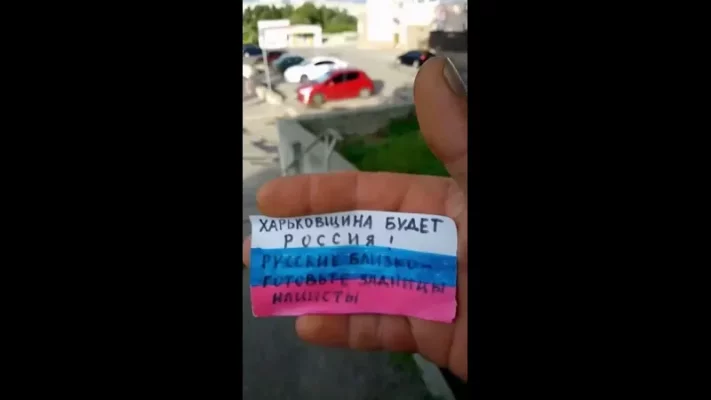 ХАРЬКОВЩИНА БУДЕТ
РОССИЯ!
РУССКИЕ БЛИЗКО...
ГОТОВЬТЕ ЗАДНИЦЫ
НАЦИСТЫ